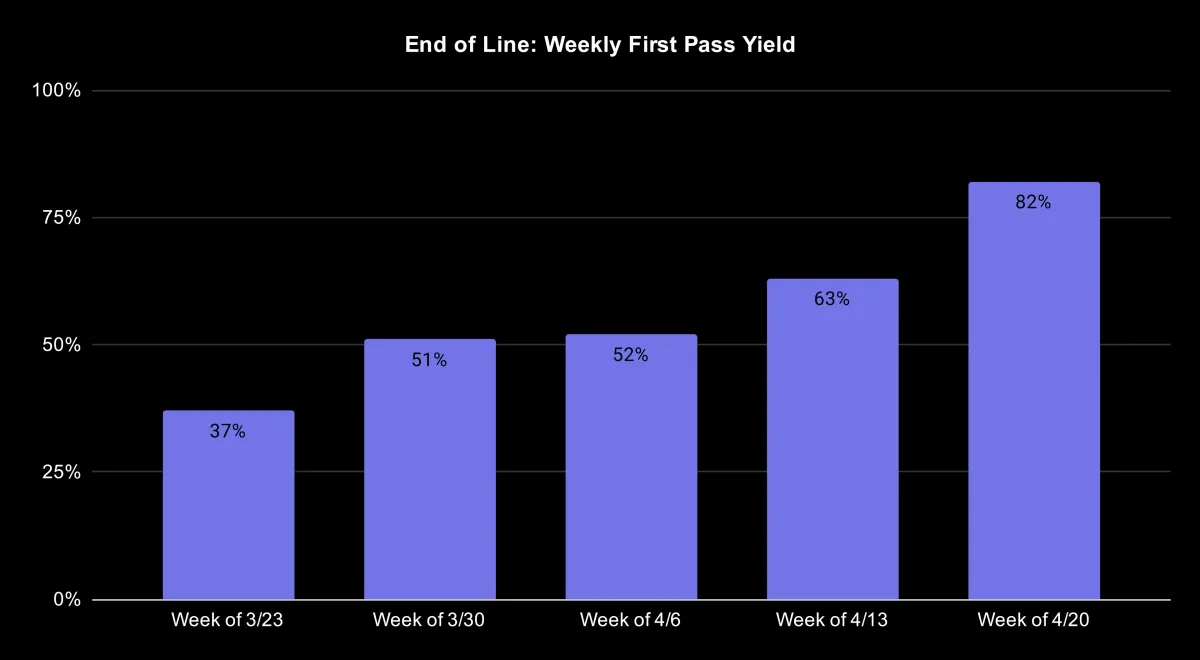 End of Line: Weekly First Pass Yield
100%
75%
50%
25%
0%
37%
51%
52%
63%
82%
Week of 3/23
Week of 3/30
Week of 4/6
Week of 4/13
Week of 4/20